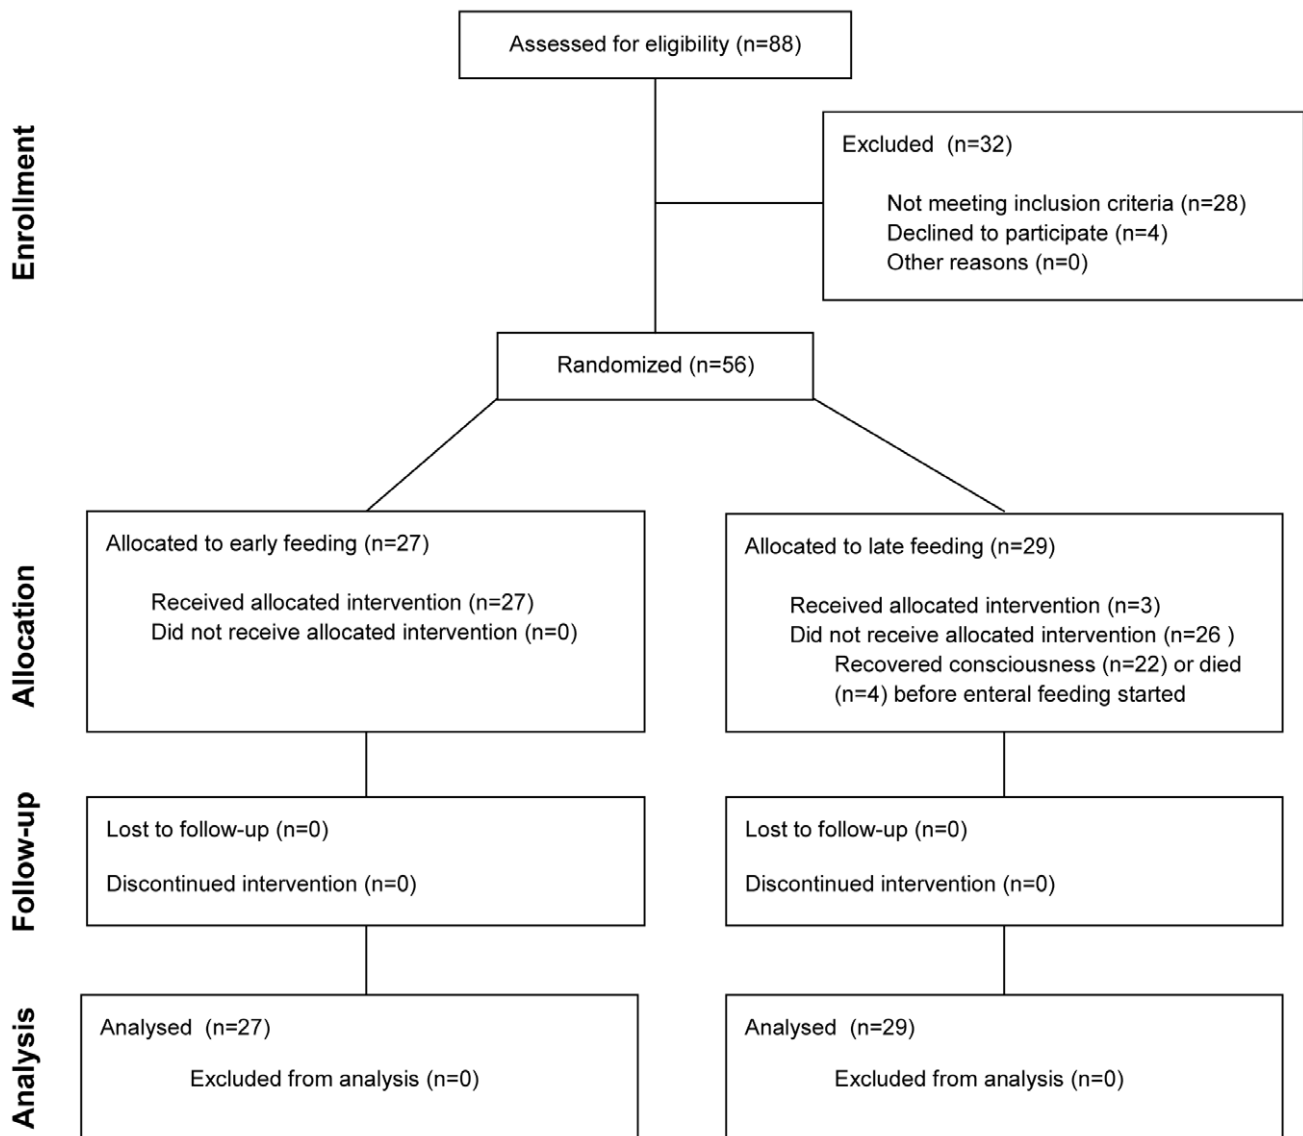 Enrollment
Assessed for eligibility (n=88)
Excluded  (n=32)
Not meeting inclusion criteria (n=28)
Declined to participate (n=4)
Other reasons (n=0)
Randomized (n=56)
Allocation
Allocated to early feeding (n=27)
Received allocated intervention (n=27)
Did not receive allocated intervention (n=0)
Allocated to late feeding (n=29)
Received allocated intervention (n=3)
Did not receive allocated intervention (n=26 )
Recovered consciousness (n=22) or died
(n=4) before enteral feeding started
Follow-up
Lost to follow-up (n=0)
Discontinued intervention (n=0)
Lost to follow-up (n=0)
Discontinued intervention (n=0)
Analysis
Analysed  (n=27)
Excluded from analysis (n=0)
Analysed  (n=29)
Excluded from analysis (n=0)